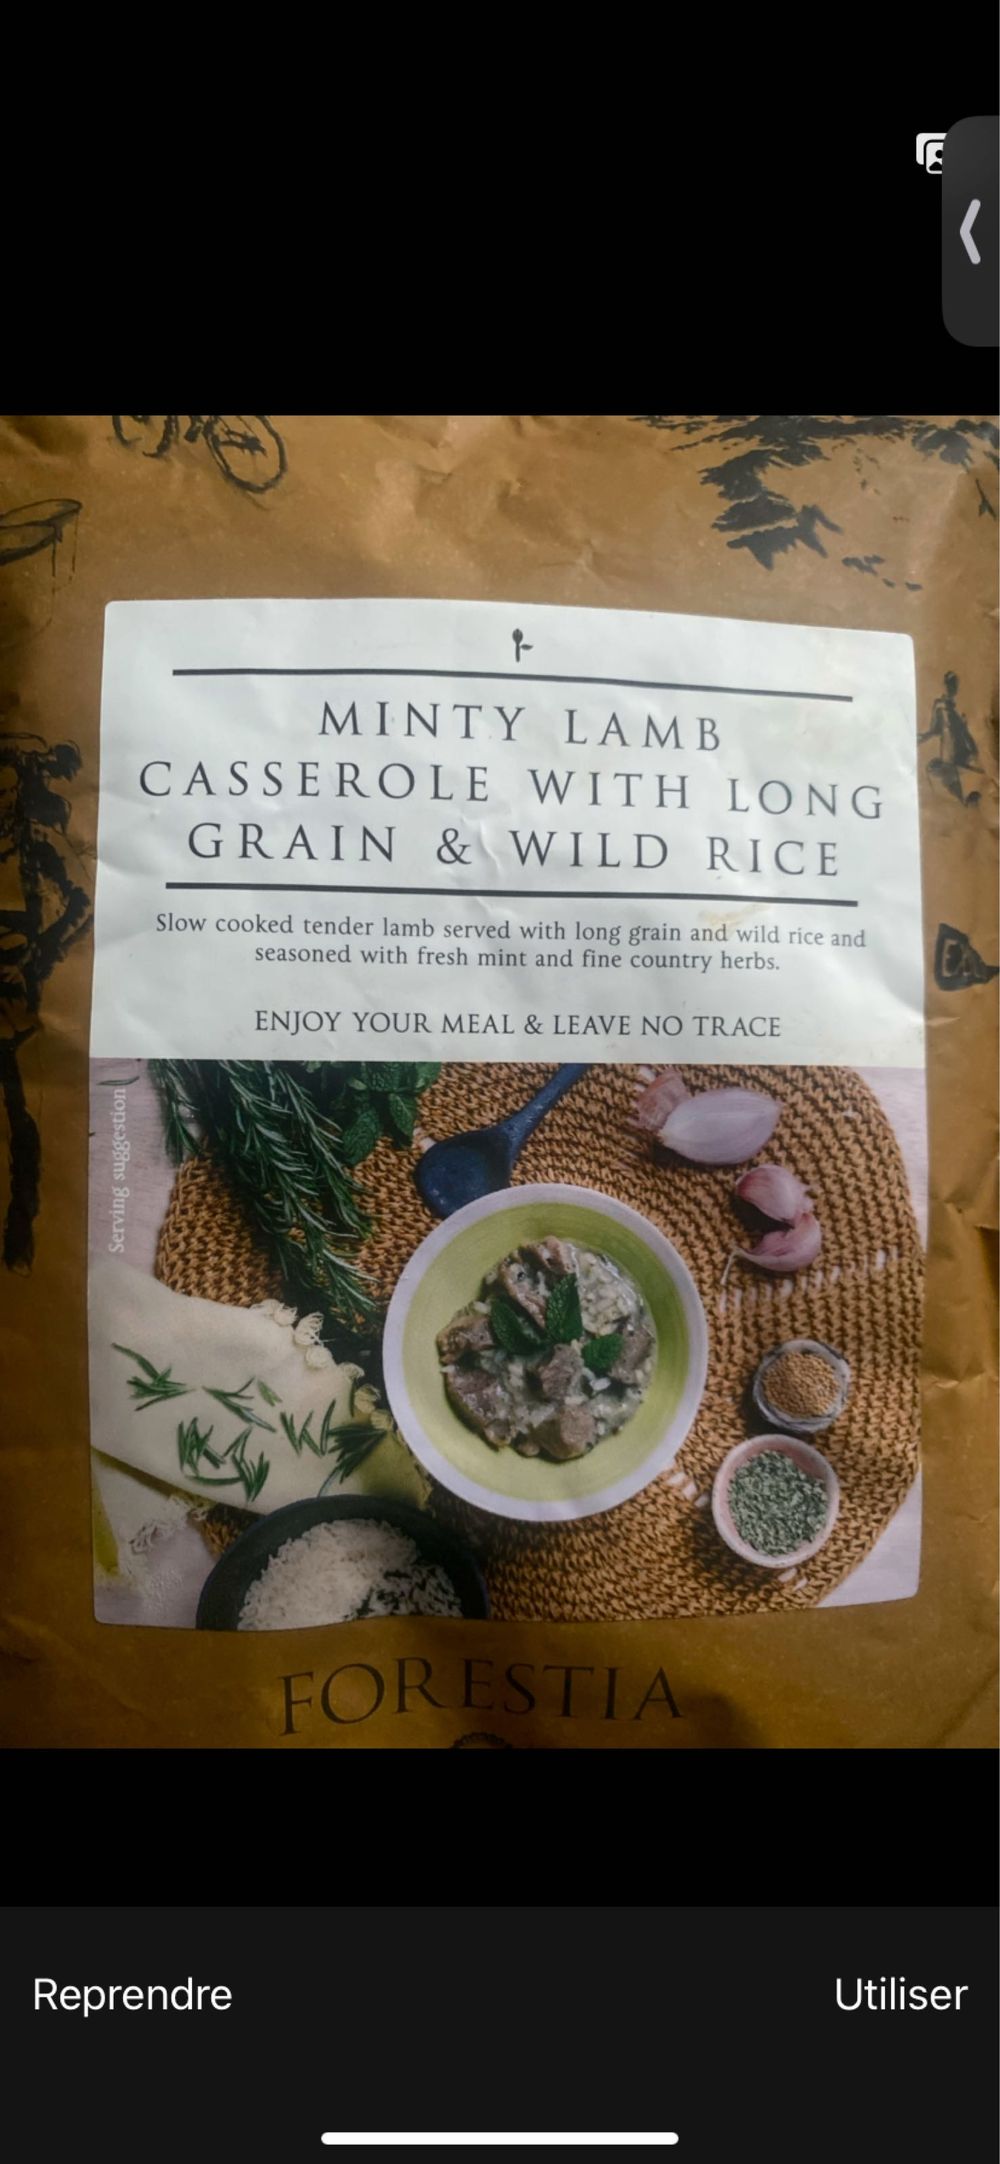 MINTY LAMB
CASSEROLE WITH LONG
GRAIN & WILD RICE
Slow cooked tender lamb served with long grain and wild rice and
seasoned with fresh mint and fine country herbs.
ENJOY YOUR MEAL & LEAVE NO TRACE
Serving suggestion
FORESTIA
Reprendre
Utiliser